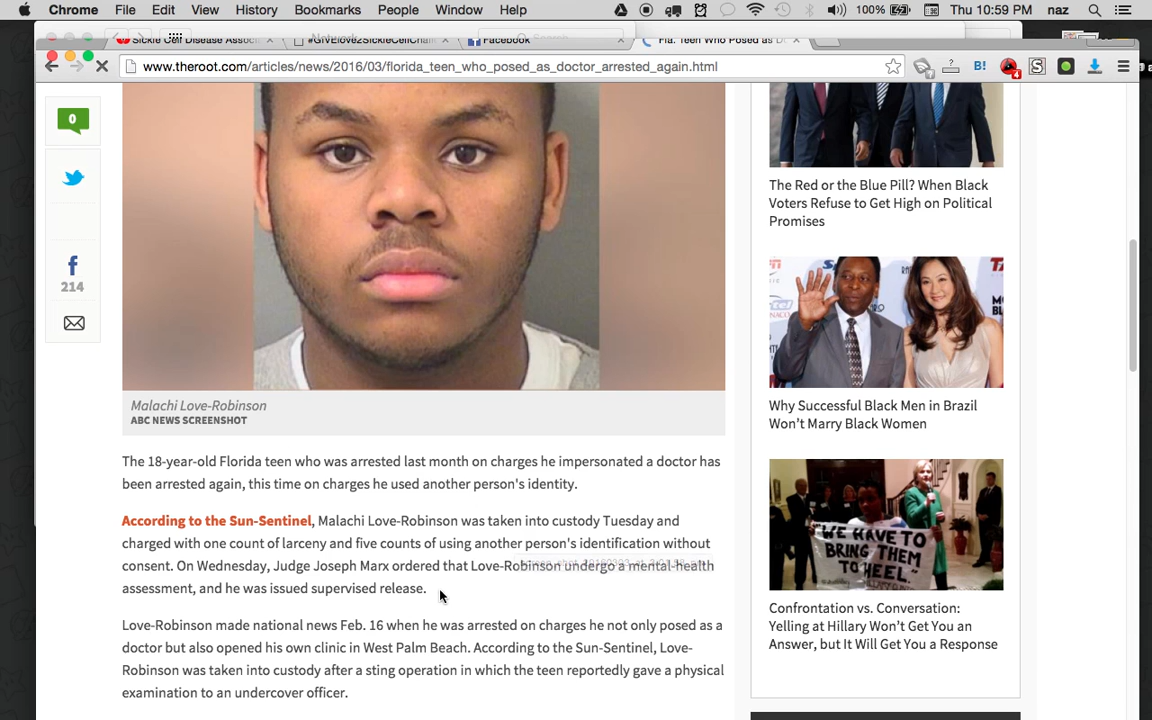 Chrome File Edit View History Bookmarks People Window Help 100% Thu 10:59 PM naz
Sickle Cell Disease Associ #GIVElove2SickleCellChall Facebook Fla. Teen Who Posed as D
www.theroot.com/articles/news/2016/03/florida_teen_who_posed_as_doctor_arrested_again.html
B!
4
0
214
Malachi Love-Robinson
ABC NEWS SCREENSHOT
The 18-year-old Florida teen who was arrested last month on charges he impersonated a doctor has
been arrested again, this time on charges he used another person's identity.
According to the Sun-Sentinel, Malachi Love-Robinson was taken into custody Tuesday and
charged with one count of larceny and five counts of using another person's identification without
consent. On Wednesday, Judge Joseph Marx ordered that Love-Robinson undergo a mental-health
assessment, and he was issued supervised release.
Love-Robinson made national news Feb. 16 when he was arrested on charges he not only posed as a
doctor but also opened his own clinic in West Palm Beach. According to the Sun-Sentinel, Love-
Robinson was taken into custody after a sting operation in which the teen reportedly gave a physical
examination to an undercover officer.
The Red or the Blue Pill? When Black
Voters Refuse to Get High on Political
Promises
Why Successful Black Men in Brazil
Won't Marry Black Women
WE HAVE TO
BRING THEM
TO HEEL."
Confrontation vs. Conversation:
Yelling at Hillary Won't Get You an
Answer, but It Will Get You a Response